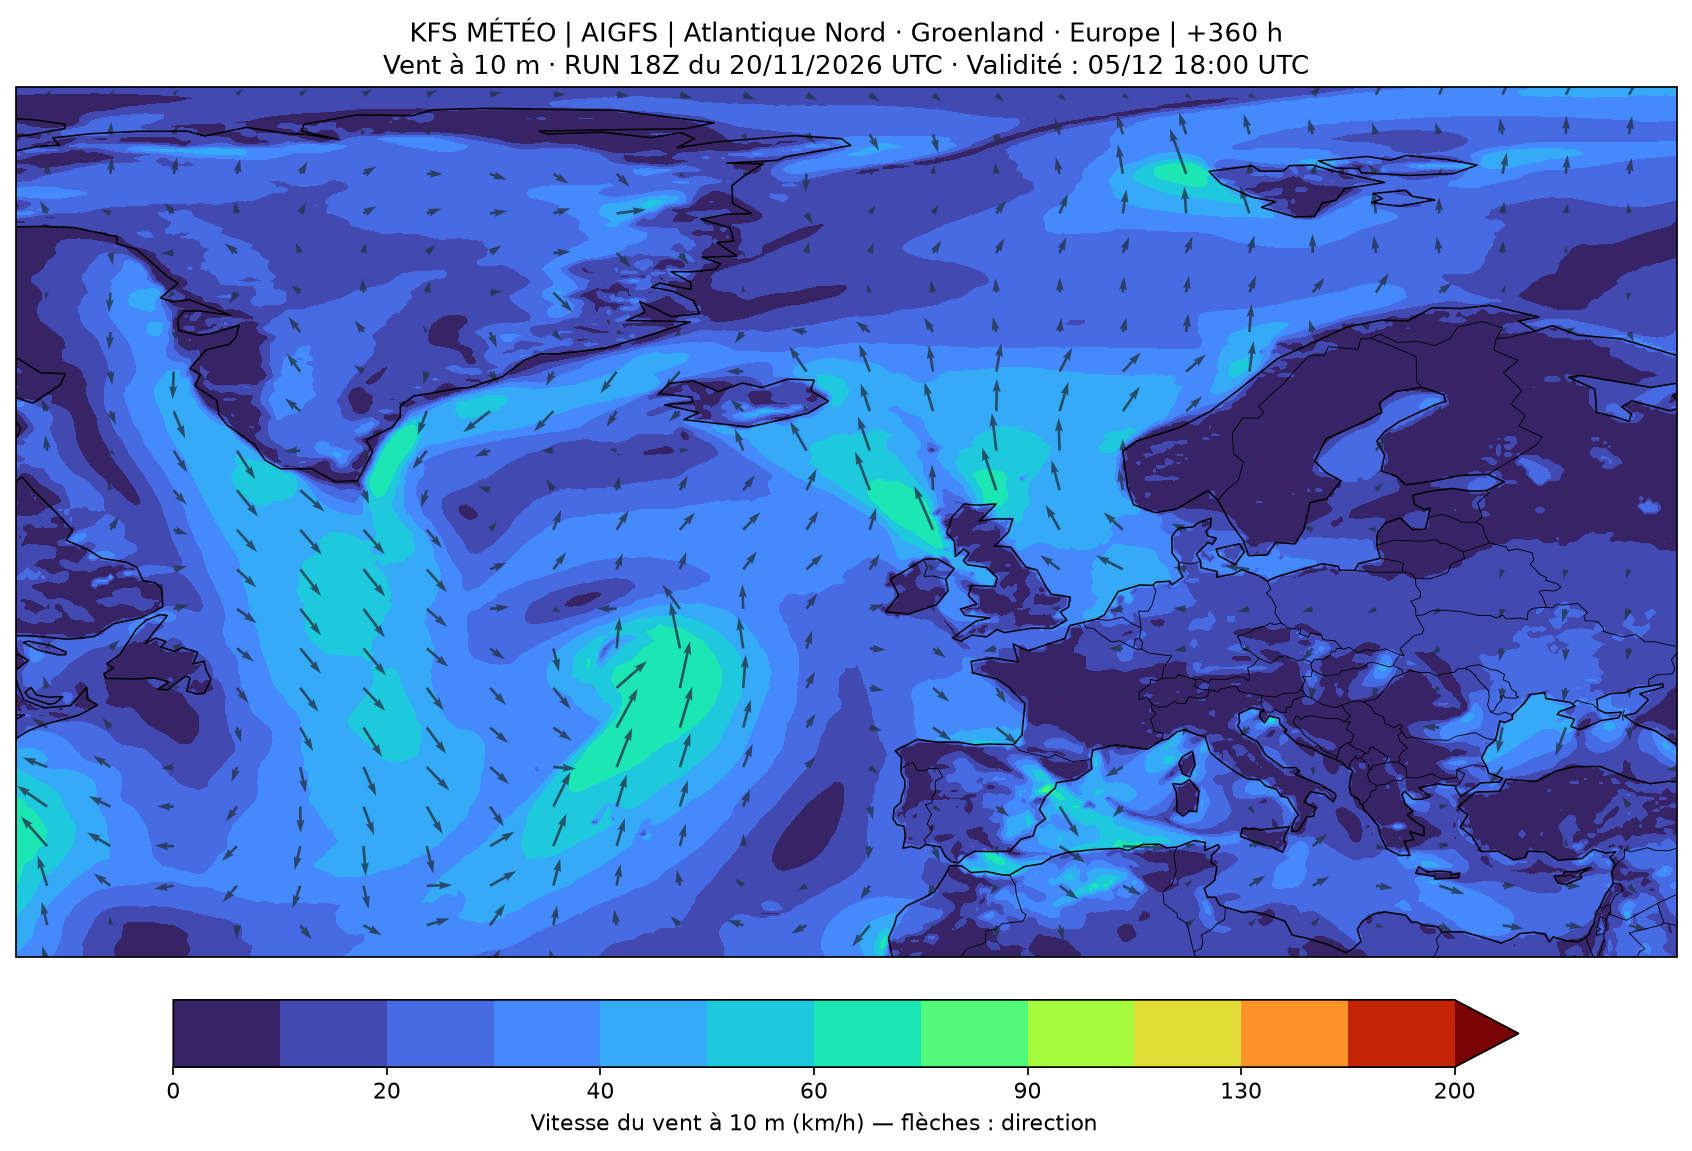 KFS MÉTÉO | AIGFS | Atlantique Nord · Groenland · Europe | +360 h
Vent à 10 m · RUN 18Z du 20/11/2026 UTC · Validité : 05/12 18:00 UTC
0 20 40 60 90 130 200
Vitesse du vent à 10 m (km/h) — flèches : direction